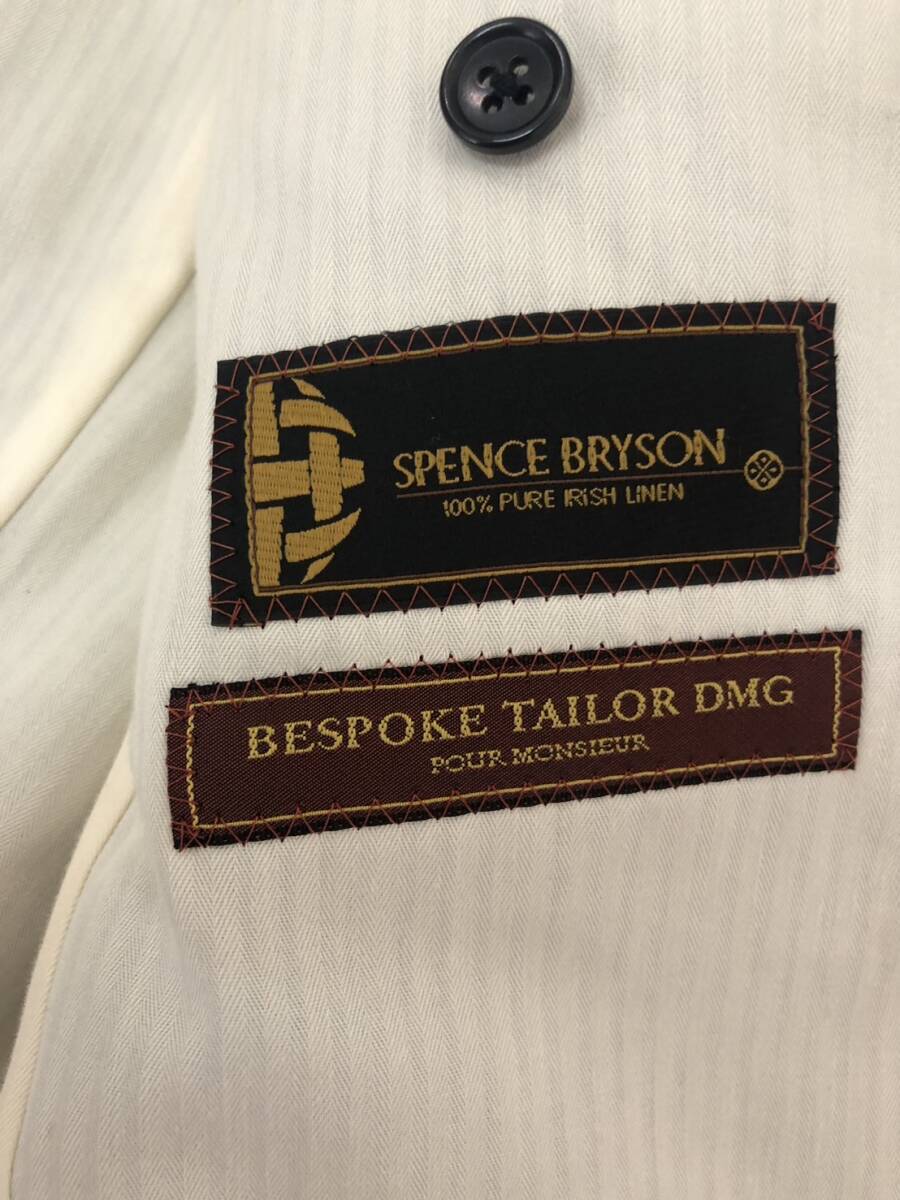 SPENCE BRYSON
100% PURE IRISH LINEN
BESPOKE TAILOR DMG
POUR MONSIEUR